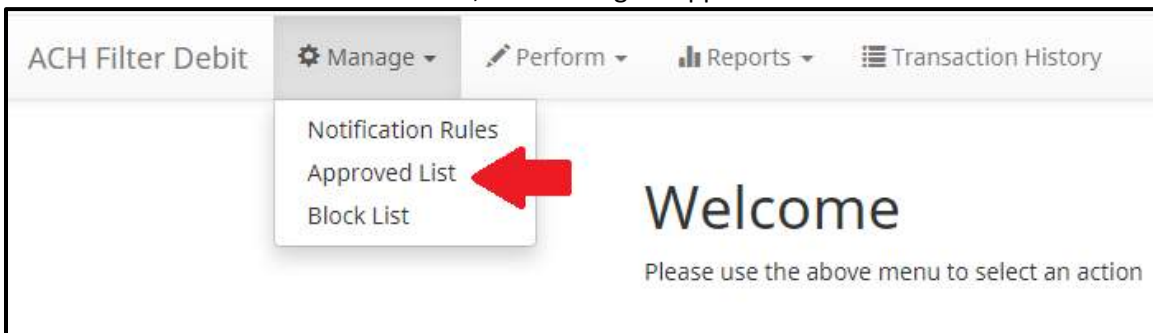 ACH Filter Debit Manage Perform Reports Transaction History
Notification Rules
Approved List
Block List
Welcome
Please use the above menu to select an action